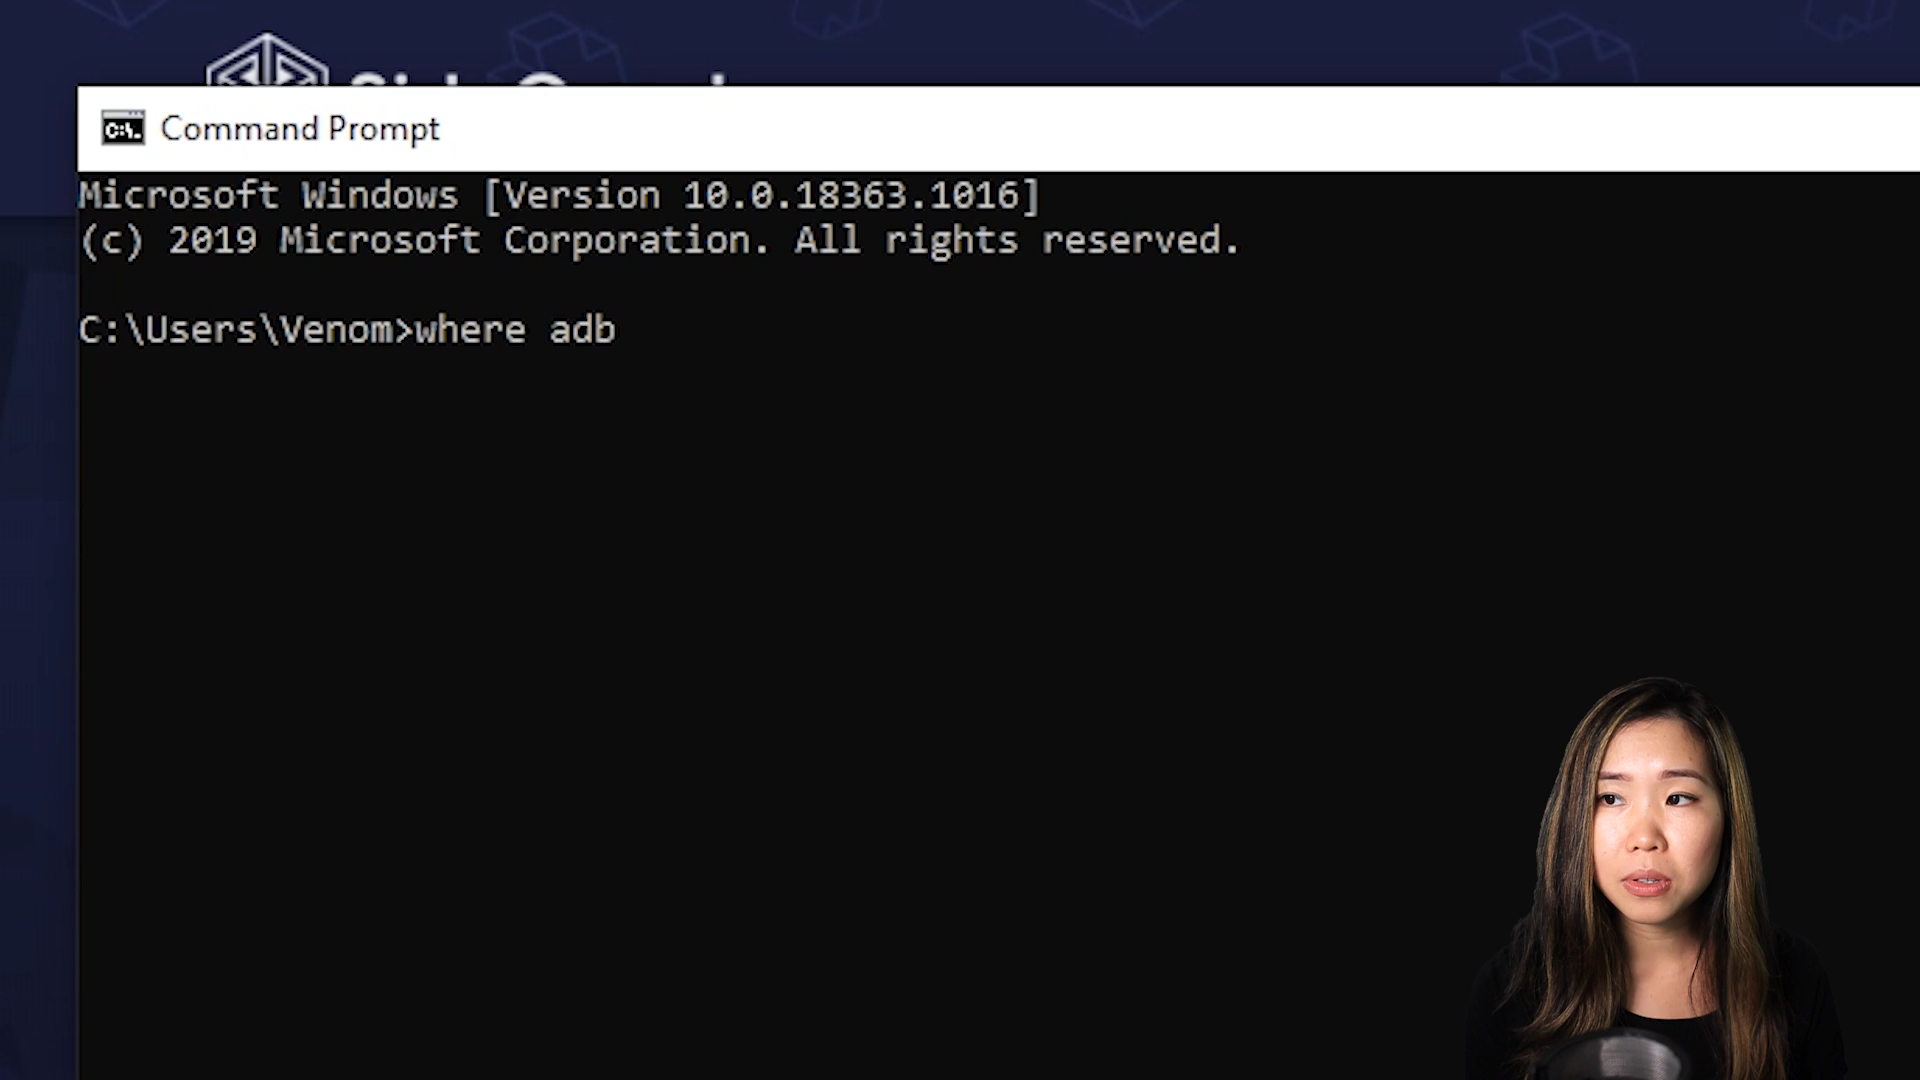 C:\.
Command Prompt
Microsoft Windows [Version 10.0.18363.1016]
(c) 2019 Microsoft Corporation. All rights reserved.
C:\Users\Venom>where adb